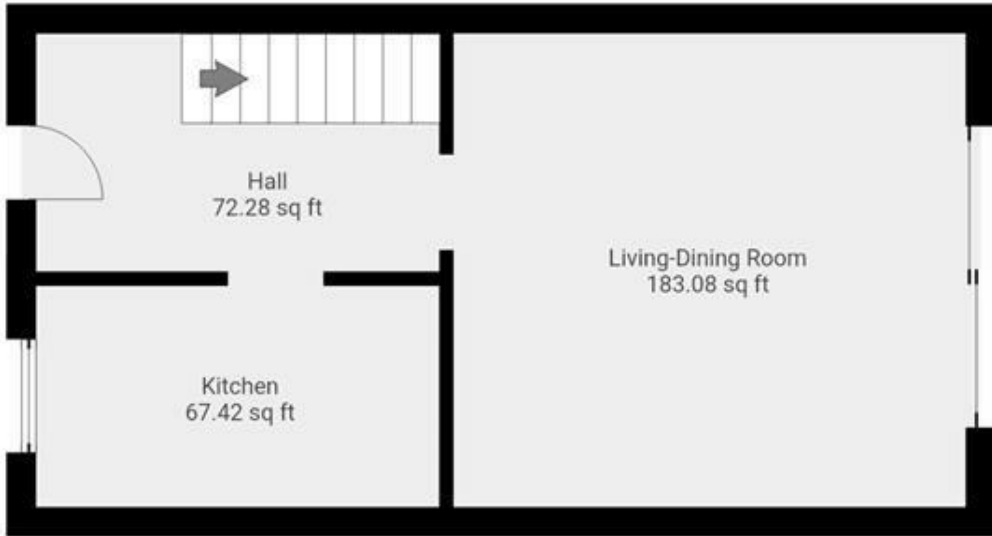 Hall
72.28 sq ft
Living-Dining Room
183.08 sq ft
Kitchen
67.42 sq ft